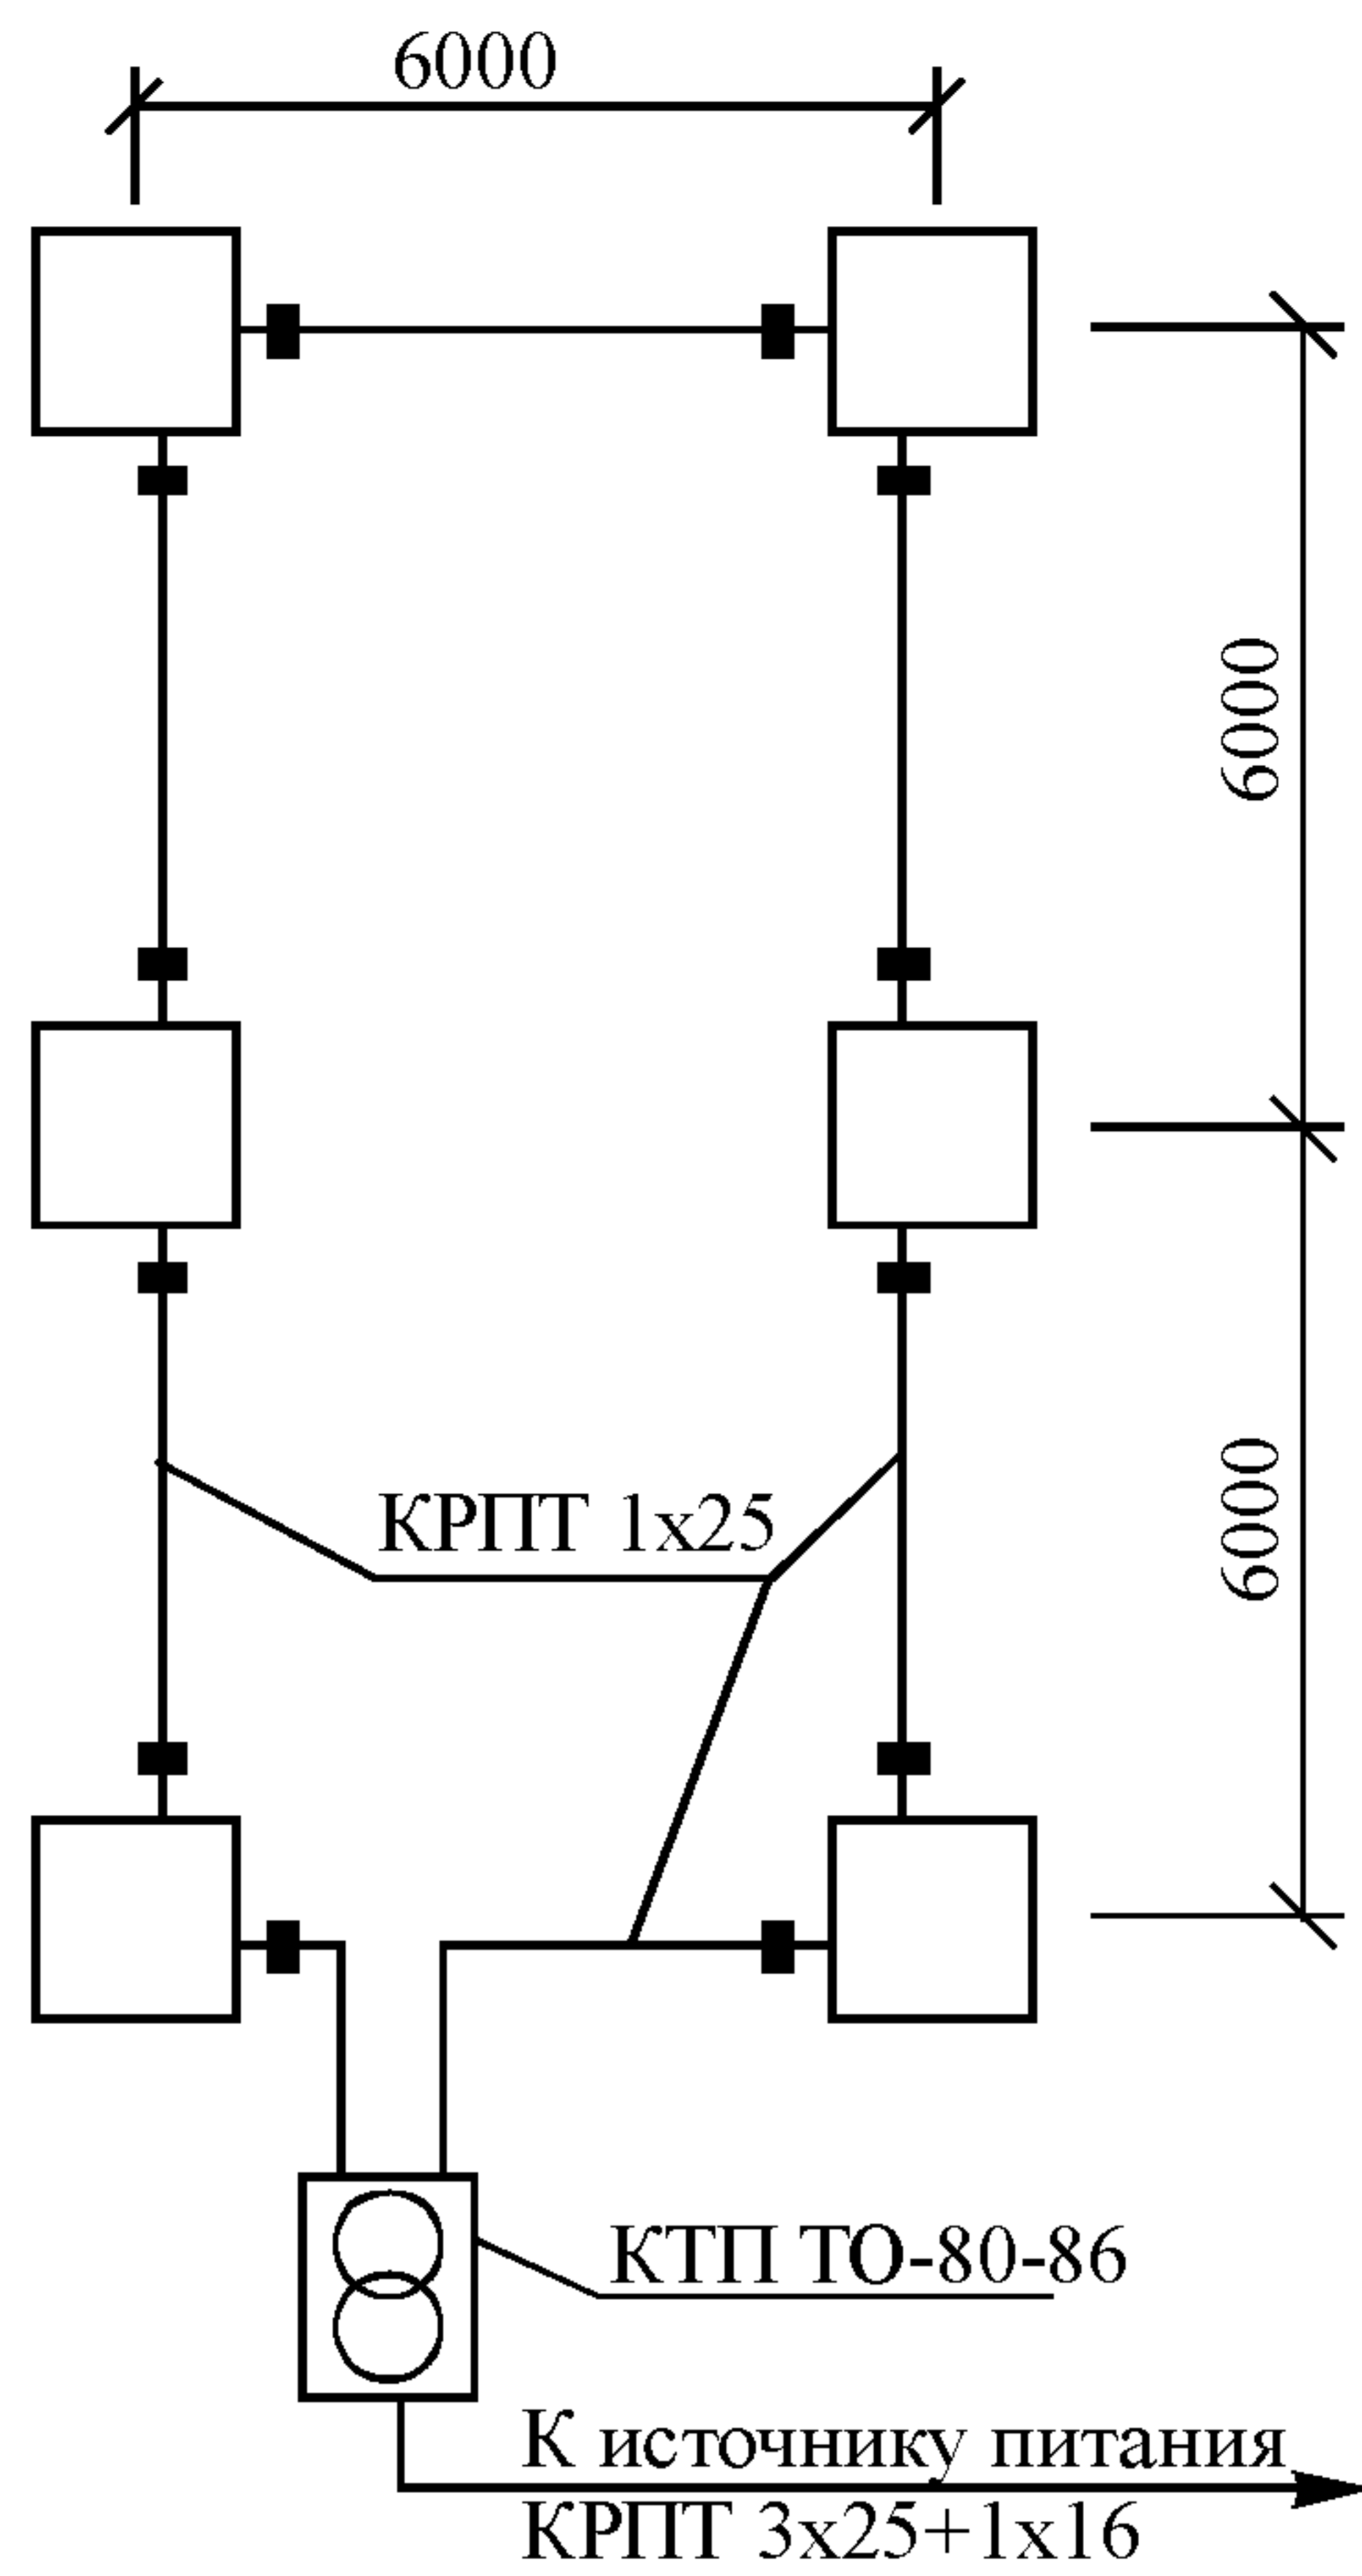 6000
6000
КРПТ 1х25
6000
КТП ТО-80-86
К источнику питания
КРПТ 3х25+1х16